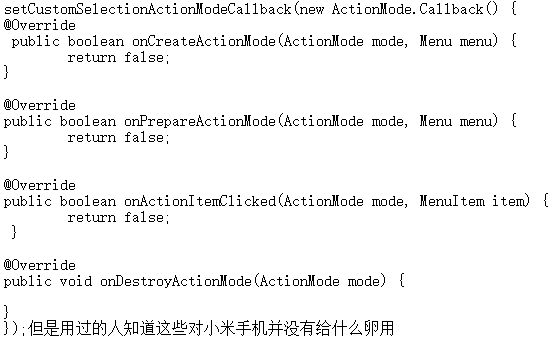 setCustomSelectionActionModeCallback(new ActionMode.Callback() {
@Override
public boolean onCreateActionMode(ActionMode mode, Menu menu) {
return false;
}
@Override
public boolean onPrepareActionMode(ActionMode mode, Menu menu) {
return false;
}
@Override
public boolean onActionItemClicked(ActionMode mode, MenuItem item) {
return false;
}
@Override
public void onDestroyActionMode(ActionMode mode) {
}
});但是用过的人知道这些对小米手机并没有给什么卵用